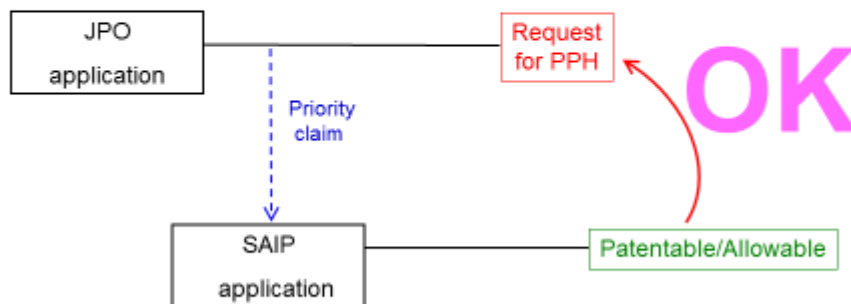 JPO
application
Request
for PPH
OK
Priority
claim
SAIP
application
Patentable/Allowable